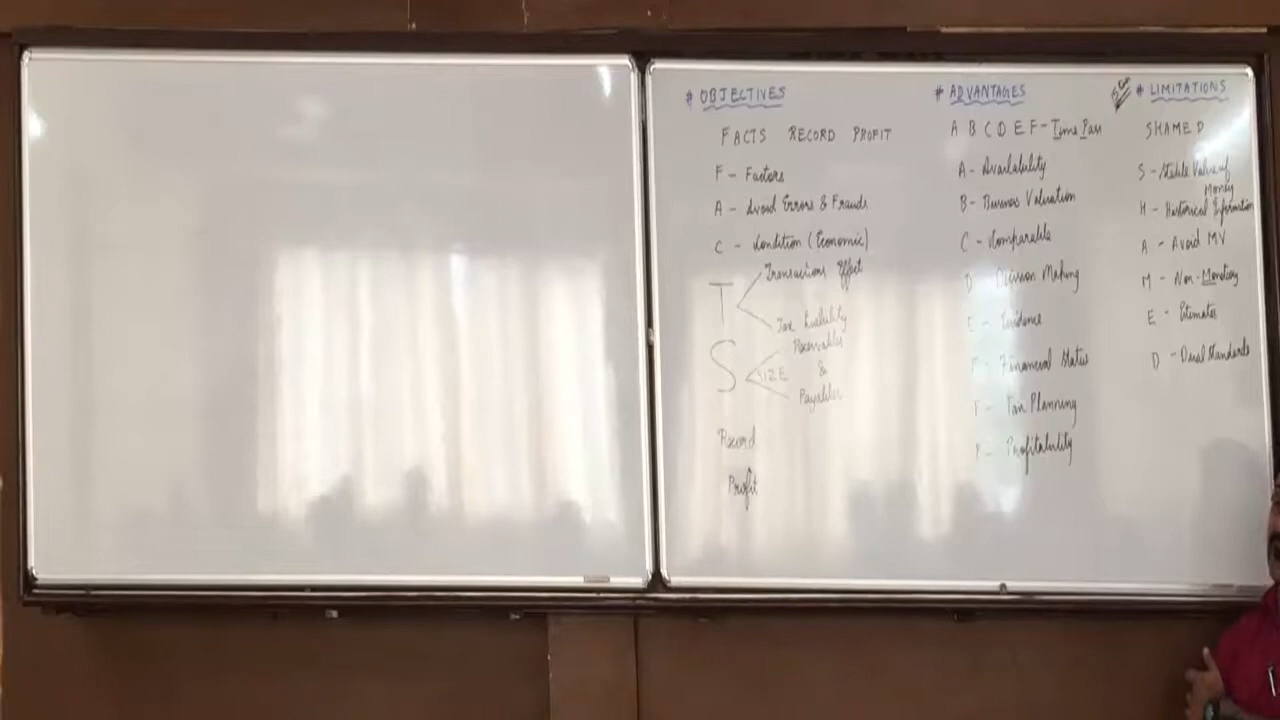 # OBJECTIVES
FACTS RECORD PROFIT
F - Factors
A - Avoid Errors & Frauds
C - Condition (Economic)
T
Transactions Effect
Tax Liability
S
SIZE
Receivables
&
Payables
Record
Profit
# ADVANTAGES
A B C D E F - Time Pass
A - Availability
B - Business Valuation
C - Comparable
D Decision Making
E - Evidence
F - Financial Status
T - Tax Planning
P - Profitability
# LIMITATIONS
SHAMED
S - Stable Value of
Money
H - Historical Information
A - Avoid MV
M - Non-Monetary
E - Estimates
D - Dual Standards